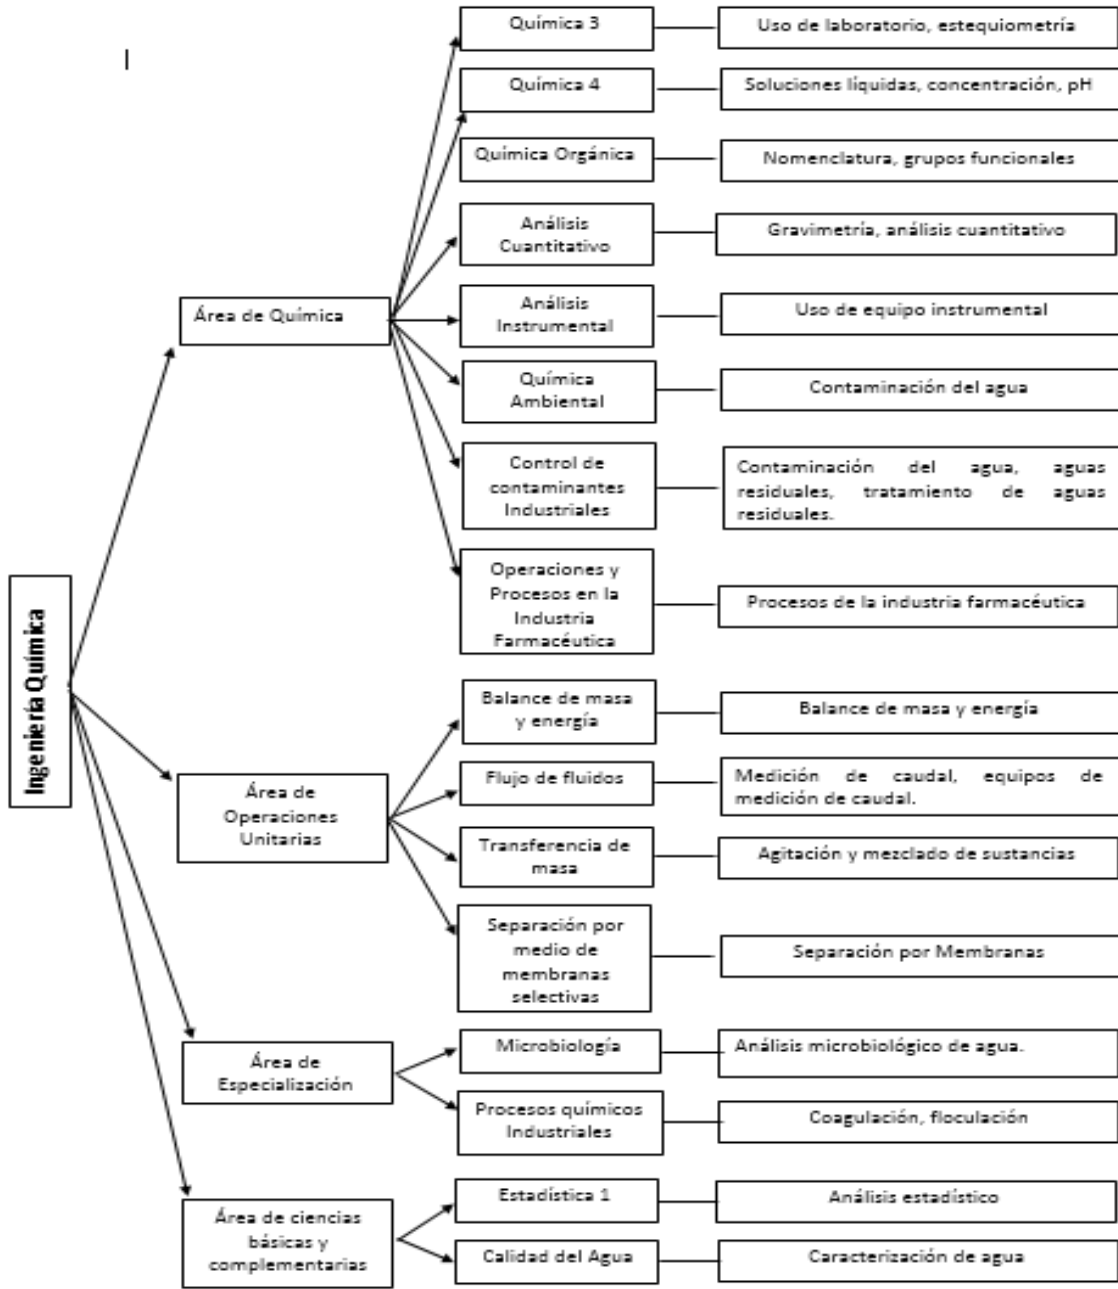 Química 3
Uso de laboratorio, estequiometría
Química 4
Soluciones líquidas, concentración, pH
Química Orgánica
Nomenclatura, grupos funcionales
Análisis
Cuantitativo
Gravimetría, análisis cuantitativo
Área de Química
Análisis
Instrumental
Uso de equipo instrumental
Química
Ambiental
Contaminación del agua
Control de
contaminantes
Industriales
Contaminación del agua, aguas
residuales, tratamiento de aguas
residuales.
Operaciones y
Procesos en la
Industria
Farmacéutica
Procesos de la industria farmacéutica
Ingeniería Química
Balance de masa
y energía
Balance de masa y energía
Área de
Operaciones
Unitarias
Flujo de fluidos
Medición de caudal, equipos de
medición de caudal.
Transferencia de
masa
Agitación y mezclado de sustancias
Separación por
medio de
membranas
selectivas
Separación por Membranas
Área de
Especialización
Microbiología
Análisis microbiológico de agua.
Procesos químicos
Industriales
Coagulación, floculación
Área de ciencias
básicas y
complementarias
Estadística 1
Análisis estadístico
Calidad del Agua
Caracterización de agua